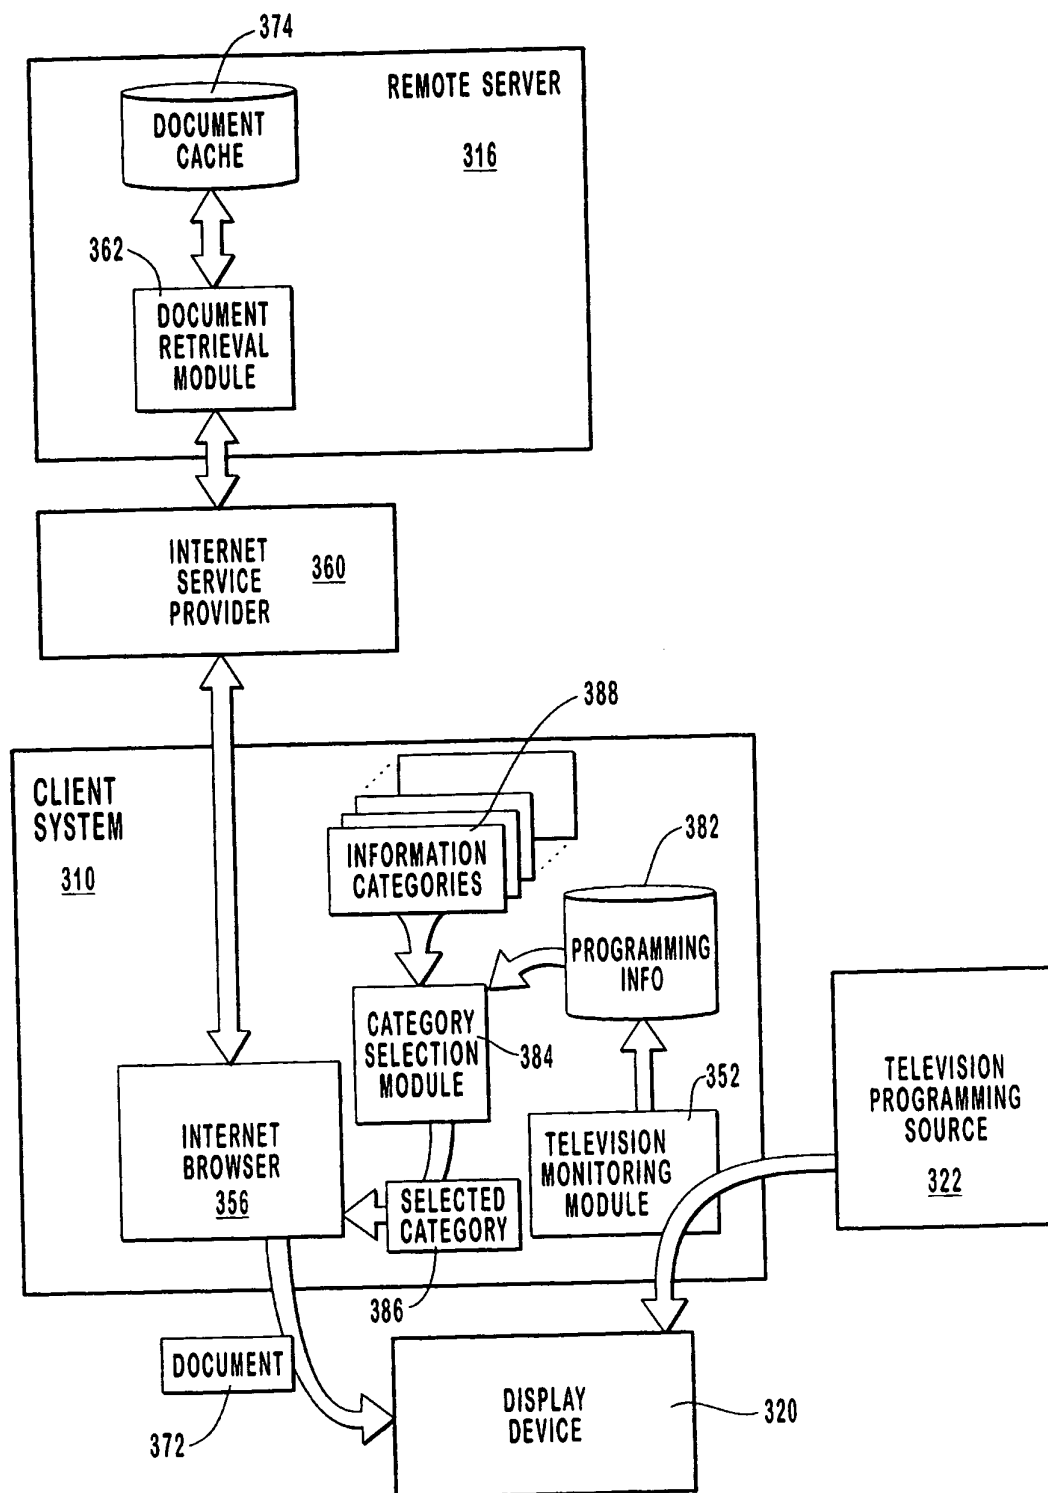 374
REMOTE SERVER
316
DOCUMENT
CACHE
362
DOCUMENT
RETRIEVAL
MODULE
INTERNET
SERVICE
PROVIDER
360
388
CLIENT
SYSTEM
310
INFORMATION
CATEGORIES
382
PROGRAMMING
INFO
CATEGORY
SELECTION
MODULE
384
352
TELEVISION
PROGRAMMING
SOURCE
322
INTERNET
BROWSER
356
TELEVISION
MONITORING
MODULE
SELECTED
CATEGORY
386
DOCUMENT
372
DISPLAY
DEVICE
320